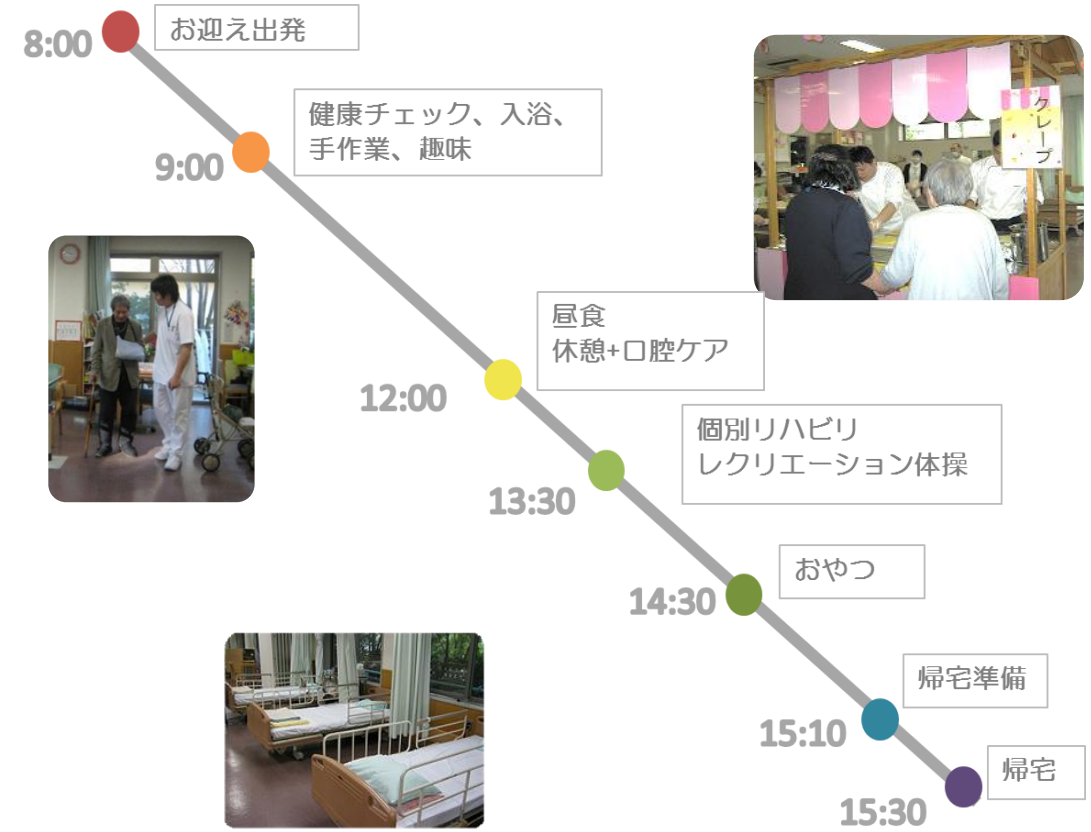 8:00
お迎え出発
9:00
健康チェック、入浴、
手作業、趣味
クレープ
12:00
昼食
休憩+口腔ケア
13:30
個別リハビリ
レクリエーション体操
14:30
おやつ
15:10
帰宅準備
15:30
帰宅